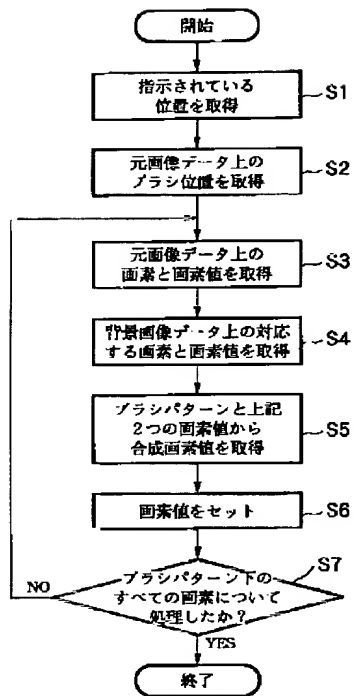 開始
指示されている
位置を取得
S1
元画像データ上の
ブラシ位置を取得
S2
元画像データ上の
画素と画素値を取得
S3
背景画像データ上の対応
する画素と画素値を取得
S4
ブラシパターンと上記
2つの画素値から
合成画素値を取得
S5
画素値をセット
S6
S7
ブラシパターン下の
すべての画素について
処理したか？
NO
YES
終了